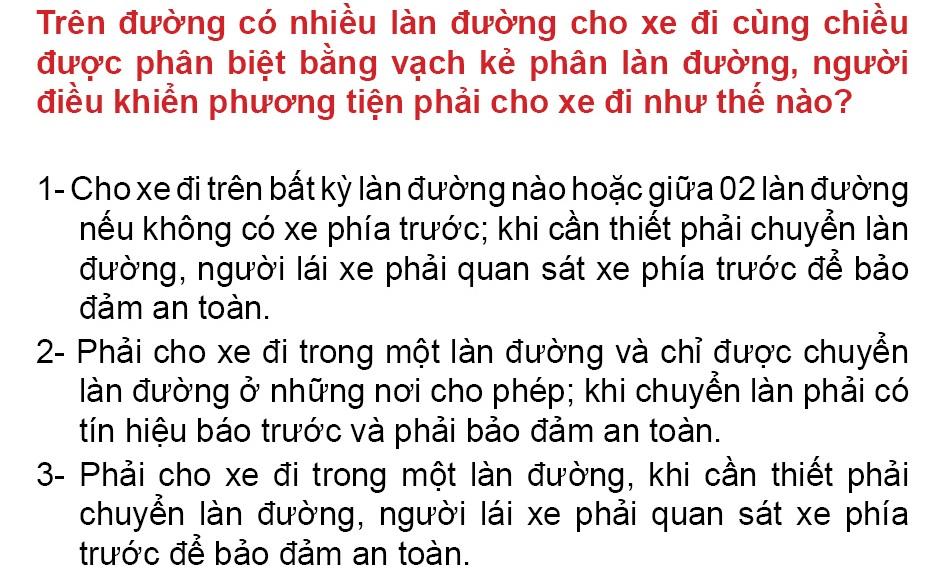 Trên đường có nhiều làn đường cho xe đi cùng chiều
được phân biệt bằng vạch kẻ phân làn đường, người
điều khiển phương tiện phải cho xe đi như thế nào?
1- Cho xe đi trên bất kỳ làn đường nào hoặc giữa 02 làn đường
nếu không có xe phía trước; khi cần thiết phải chuyển làn
đường, người lái xe phải quan sát xe phía trước để bảo
đảm an toàn.
2- Phải cho xe đi trong một làn đường và chỉ được chuyển
làn đường ở những nơi cho phép; khi chuyển làn phải có
tín hiệu báo trước và phải bảo đảm an toàn.
3- Phải cho xe đi trong một làn đường, khi cần thiết phải
chuyển làn đường, người lái xe phải quan sát xe phía
trước để bảo đảm an toàn.